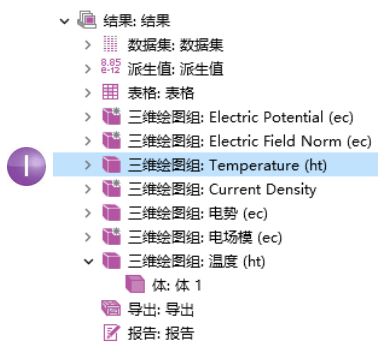 结果: 结果
数据集: 数据集
8.85
e-12
派生值: 派生值
表格: 表格
三维绘图组: Electric Potential (ec)
三维绘图组: Electric Field Norm (ec)
I
三维绘图组: Temperature (ht)
三维绘图组: Current Density
三维绘图组: 电势 (ec)
三维绘图组: 电场模 (ec)
三维绘图组: 温度 (ht)
体: 体 1
导出: 导出
报告: 报告